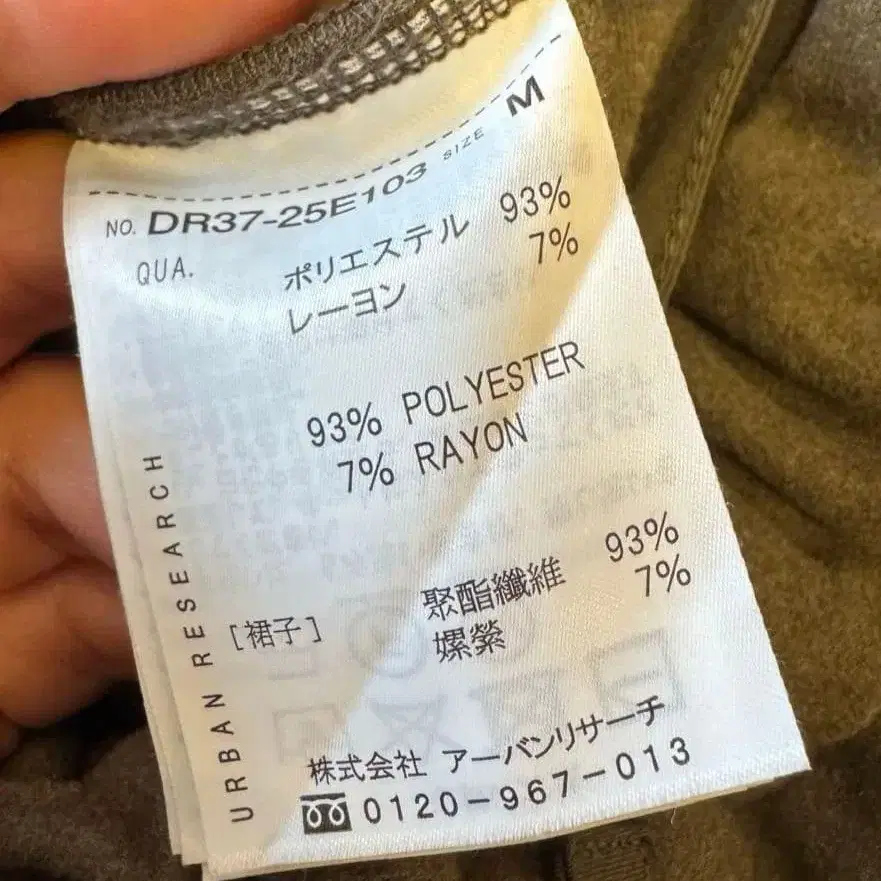 NO. DR37-25E103 SIZE M
QUA.
ポリエステル 93%
レーヨン 7%
93% POLYESTER
7% RAYON
[裙子]
聚酯纖維 93%
嫘縈 7%
URBAN RESEARCH
株式会社 アーバンリサーチ
0120-967-013